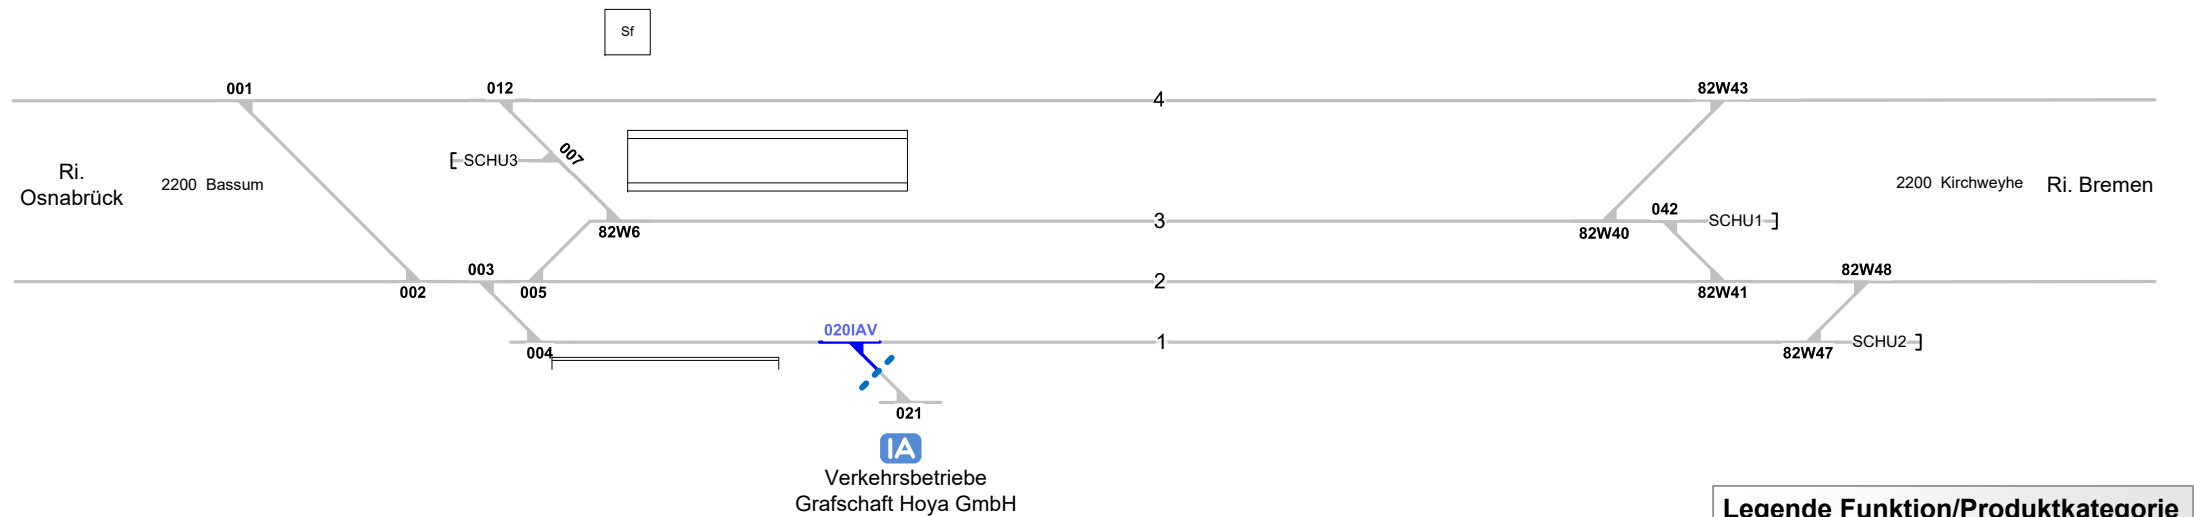 Sf
001
012
4
82W43
007
SCHU3
Ri.
Osnabrück
2200 Bassum
2200 Kirchweyhe
Ri. Bremen
82W6
3
82W40
042
SCHU1
002
003
005
2
82W41
82W48
004
020IAV
1
82W47
SCHU2
021
IA
Verkehrsbetriebe
Grafschaft Hoya GmbH
Legende Funktion/Produktkategorie